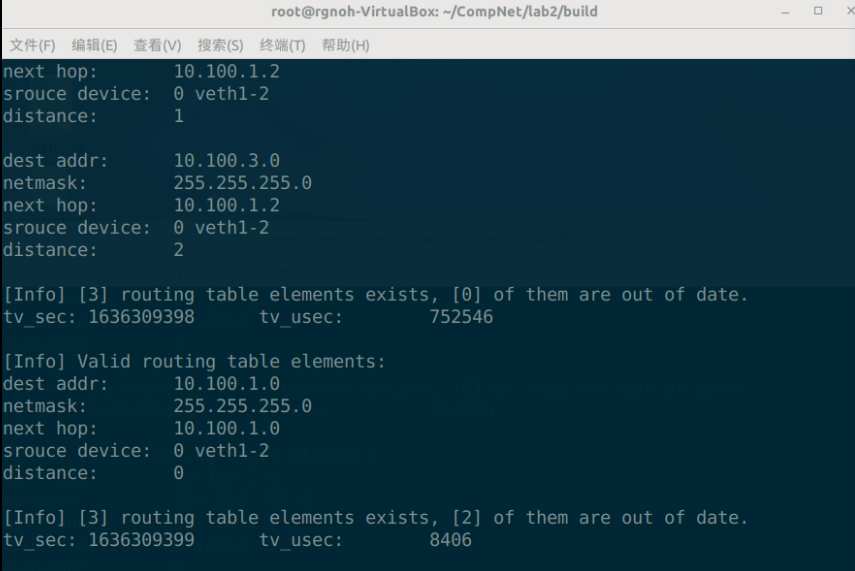 root@rgnoh-VirtualBox: ~/CompNet/lab2/build
文件(F) 编辑(E) 查看(V) 搜索(S) 终端(T) 帮助(H)
next hop: 10.100.1.2
srouce device: 0 veth1-2
distance: 1
dest addr: 10.100.3.0
netmask: 255.255.255.0
next hop: 10.100.1.2
srouce device: 0 veth1-2
distance: 2
[Info] [3] routing table elements exists, [0] of them are out of date.
tv_sec: 1636309398 tv_usec: 752546
[Info] Valid routing table elements:
dest addr: 10.100.1.0
netmask: 255.255.255.0
next hop: 10.100.1.0
srouce device: 0 veth1-2
distance: 0
[Info] [3] routing table elements exists, [2] of them are out of date.
tv_sec: 1636309399 tv_usec: 8406